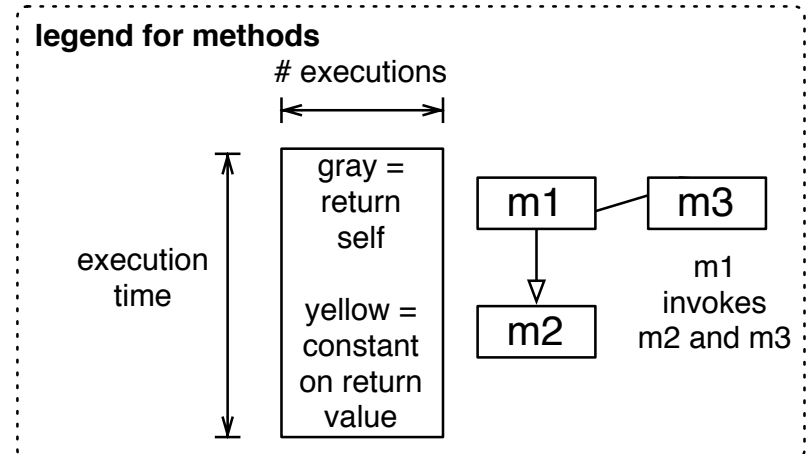 legend for methods
# executions
gray =
return
self
yellow =
constant
on return
value
execution
time
m1
m3
m2
m1
invokes
m2 and m3